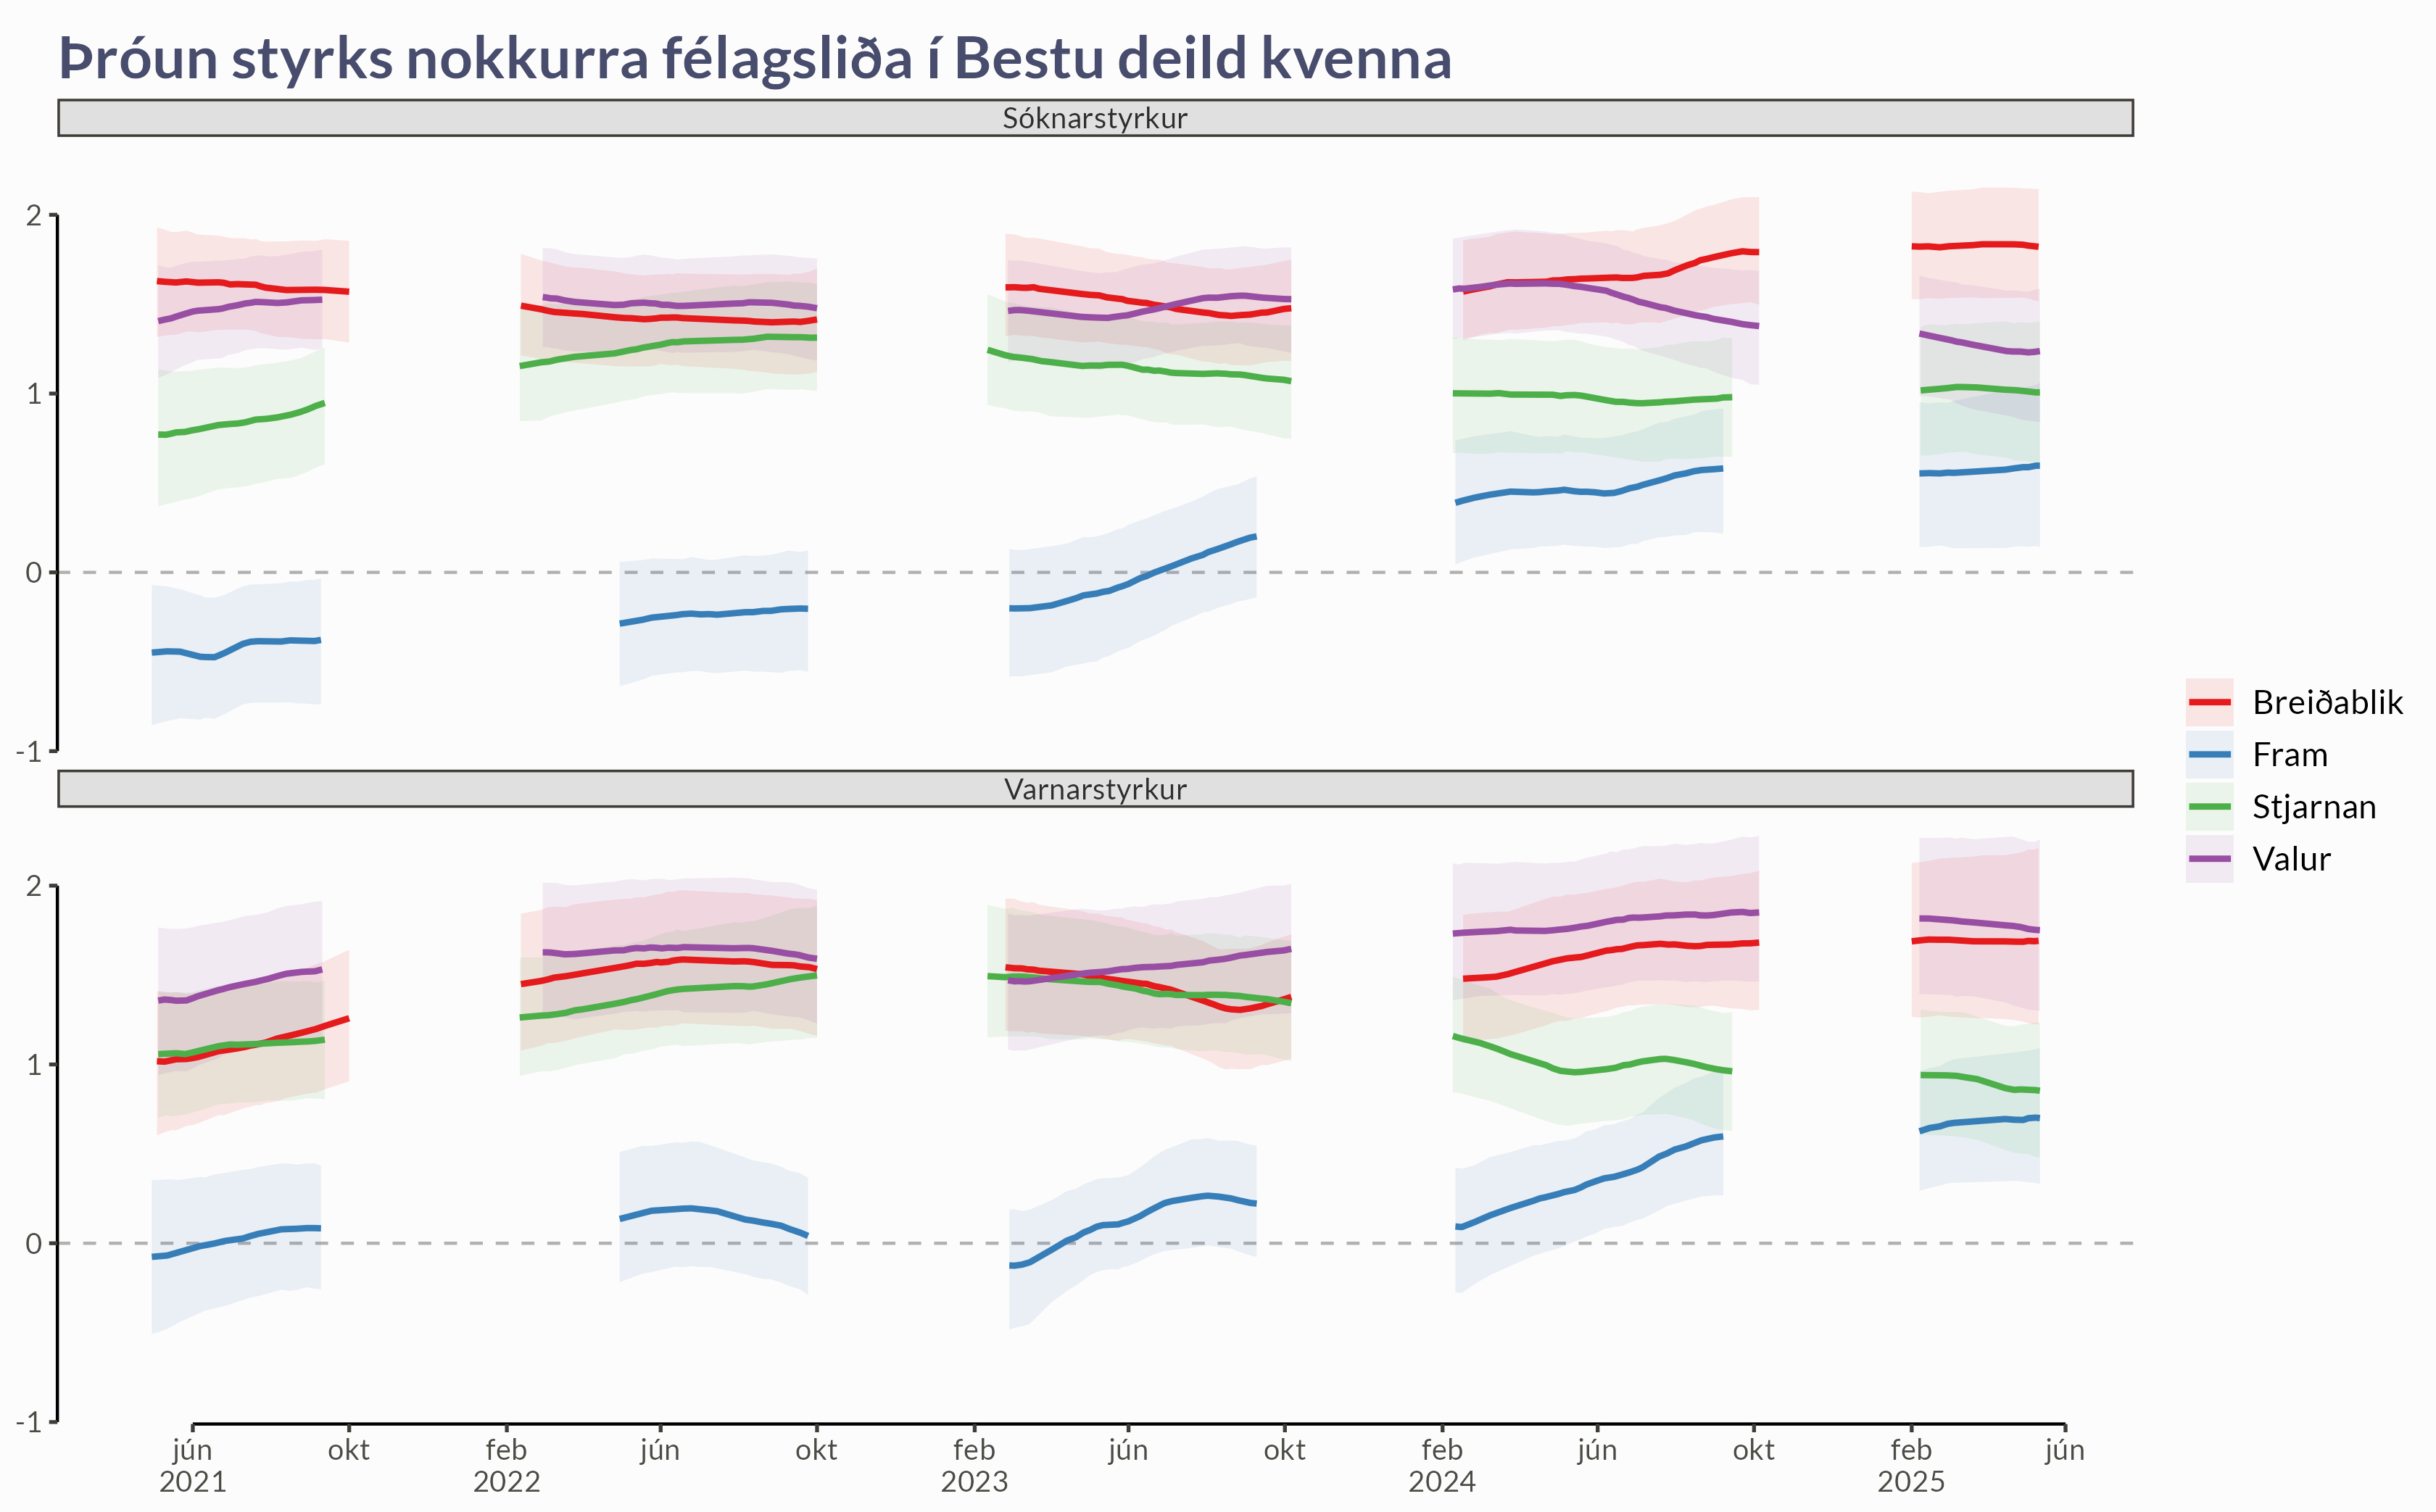 Þróun styrks nokkurra félagsliða í Bestu deild kvenna
Sóknarstyrkur
2
1
0
-1
Breiðablik
Fram
Stjarnan
Valur
Varnarstyrkur
2
1
0
-1
jún okt feb jún okt feb jún okt feb jún okt feb jún
2021 2022 2023 2024 2025